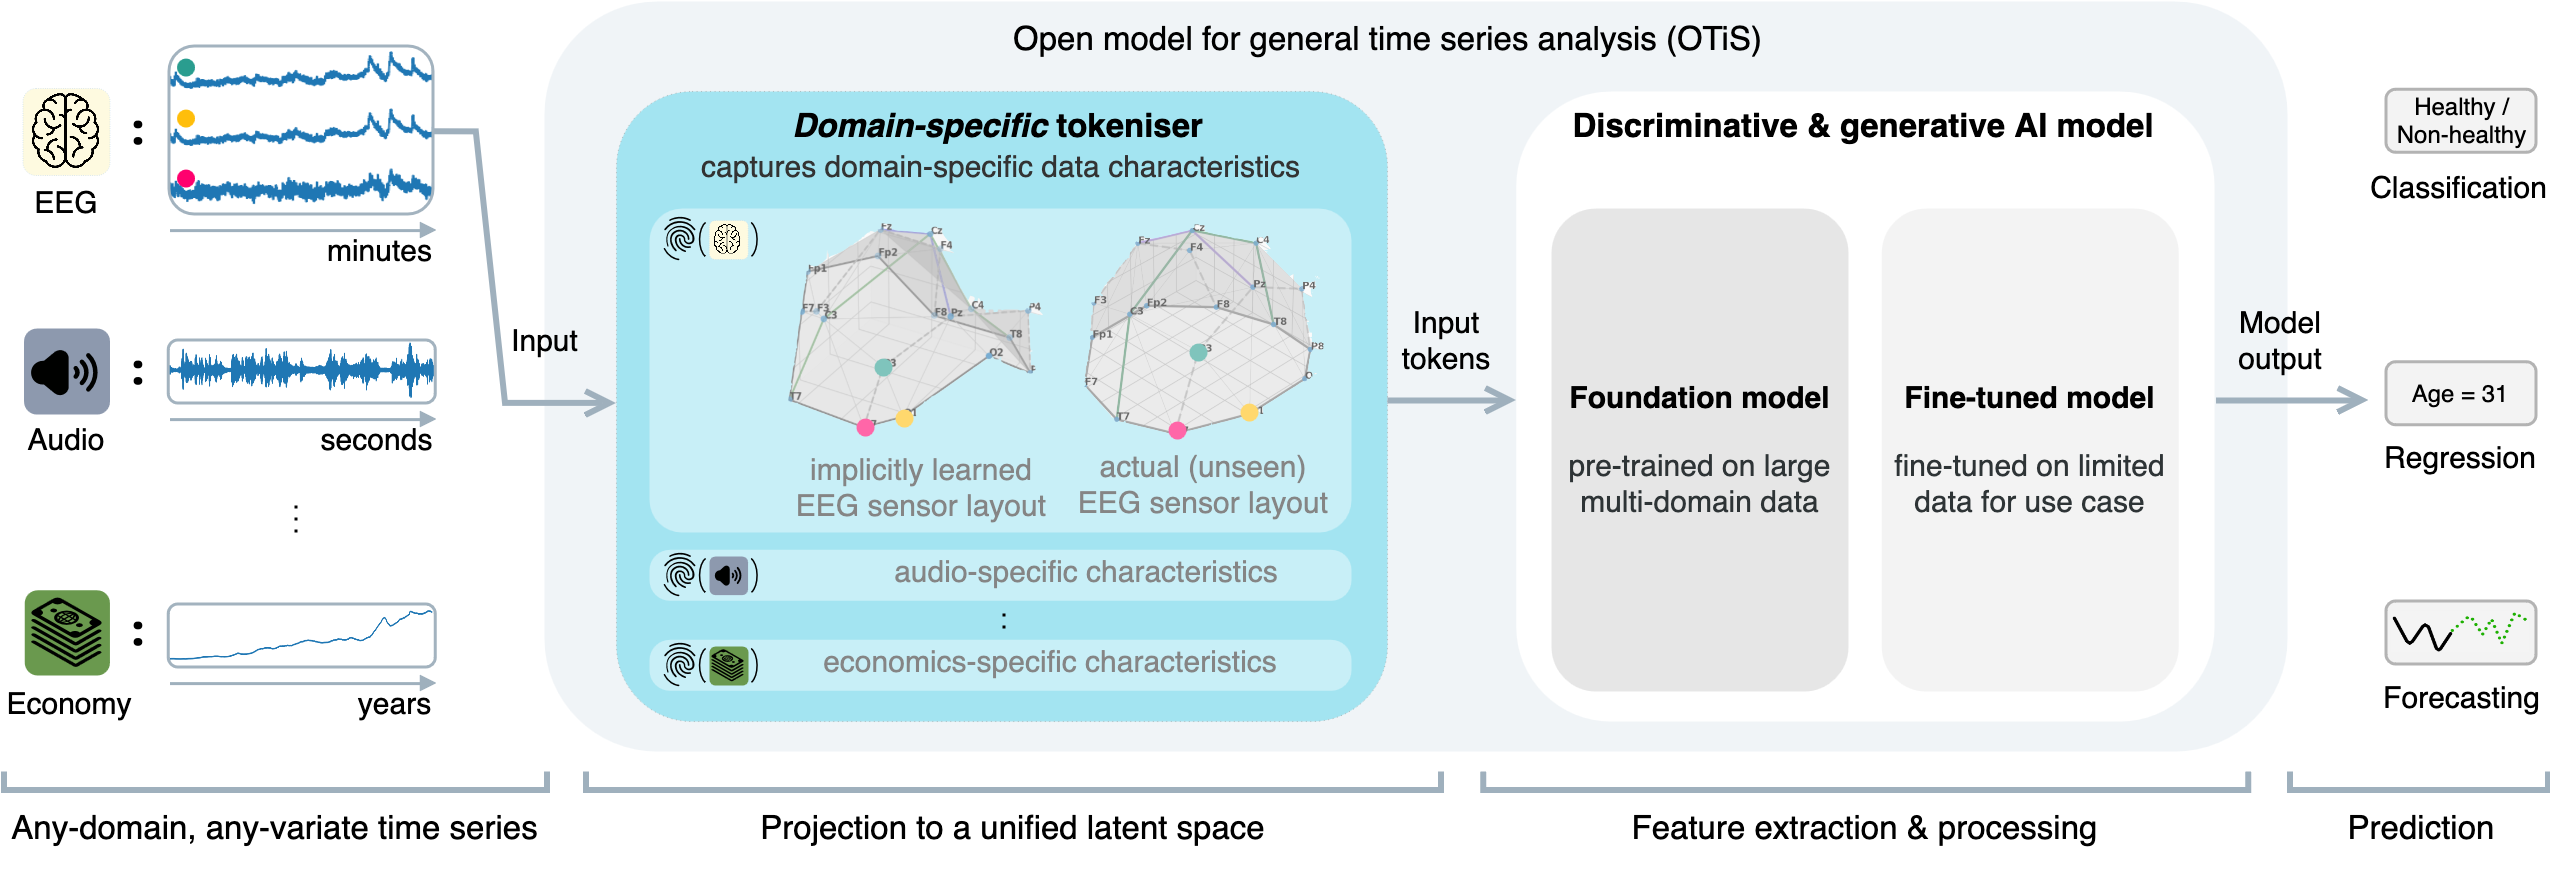 Open model for general time series analysis (OTiS)
EEG
:
minutes
Audio
:
seconds
Economy
:
years
Input
Domain-specific tokeniser
captures domain-specific data characteristics
( )
Fz
Cz
F4
Fp2
Fp1
F7
F3
C3
F8
Pz
C4
P4
T8
O2
T7
implicitly learned
EEG sensor layout
Cz
Fz
F4
C4
Pz
P4
F3
Fp2
C3
F8
T8
Fp1
P8
F7
T7
actual (unseen)
EEG sensor layout
( )
audio-specific characteristics
( )
economics-specific characteristics
Input
tokens
Discriminative & generative AI model
Foundation model
pre-trained on large
multi-domain data
Fine-tuned model
fine-tuned on limited
data for use case
Model
output
Healthy /
Non-healthy
Classification
Age = 31
Regression
Forecasting
Any-domain, any-variate time series
Projection to a unified latent space
Feature extraction & processing
Prediction